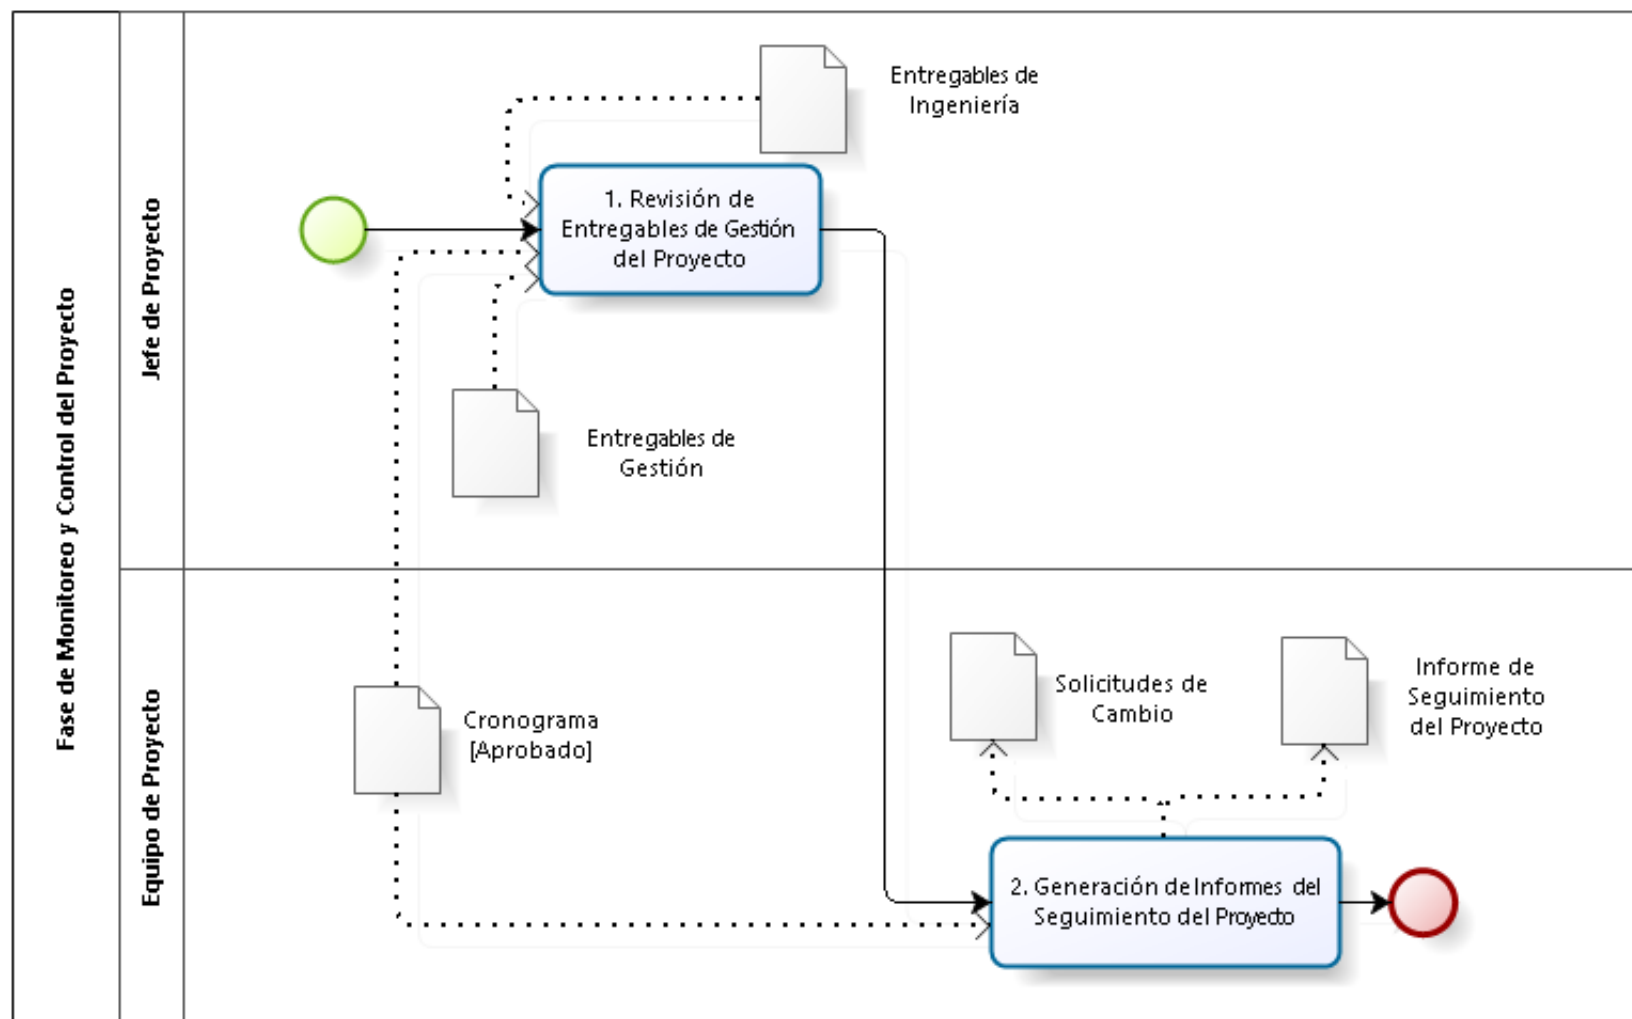 Fase de Monitoreo y Control del Proyecto
Jefe de Proyecto
Entregables de
Ingeniería
1. Revisión de
Entregables de Gestión
del Proyecto
Entregables de
Gestión
Equipo de Proyecto
Cronograma
[Aprobado]
Solicitudes de
Cambio
Informe de
Seguimiento
del Proyecto
2. Generación de Informes del
Seguimiento del Proyecto